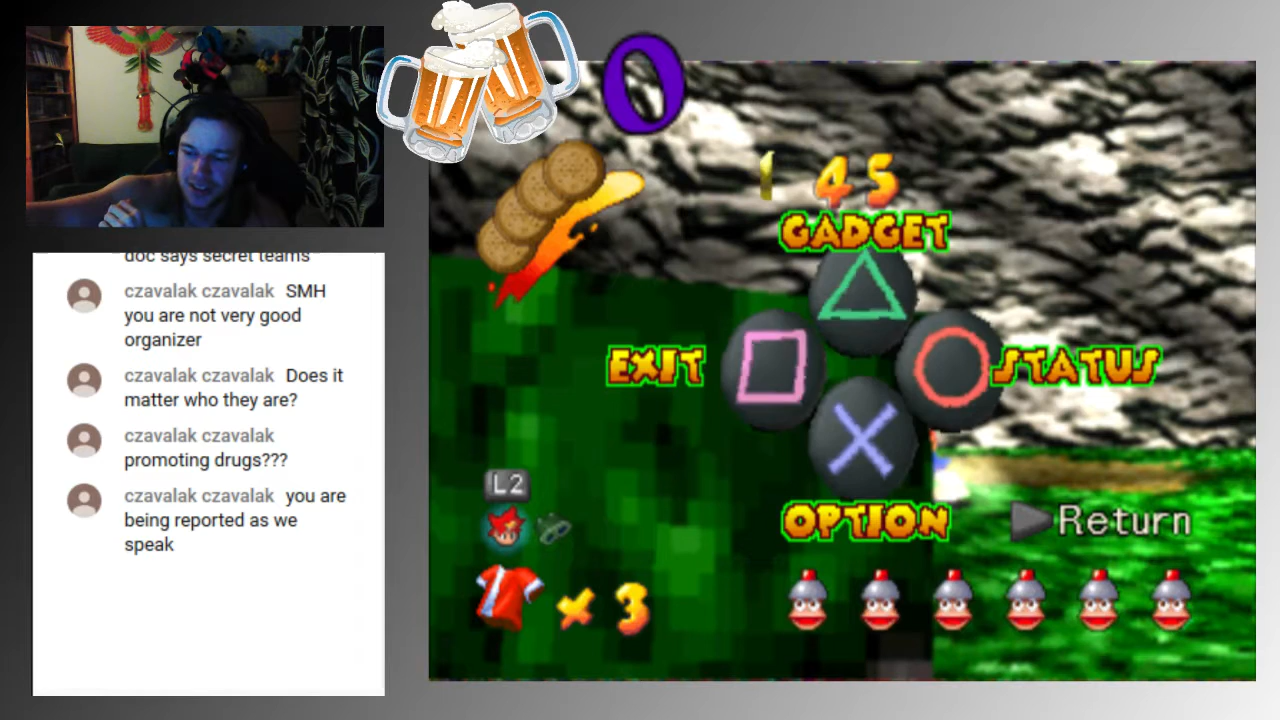 doc says secret teams
czavalak czavalak SMH
you are not very good
organizer
czavalak czavalak Does it
matter who they are?
czavalak czavalak
promoting drugs???
czavalak czavalak you are
being reported as we
speak
0
45
GADGET
EXIT
STATUS
L2
OPTION
Return
× 3